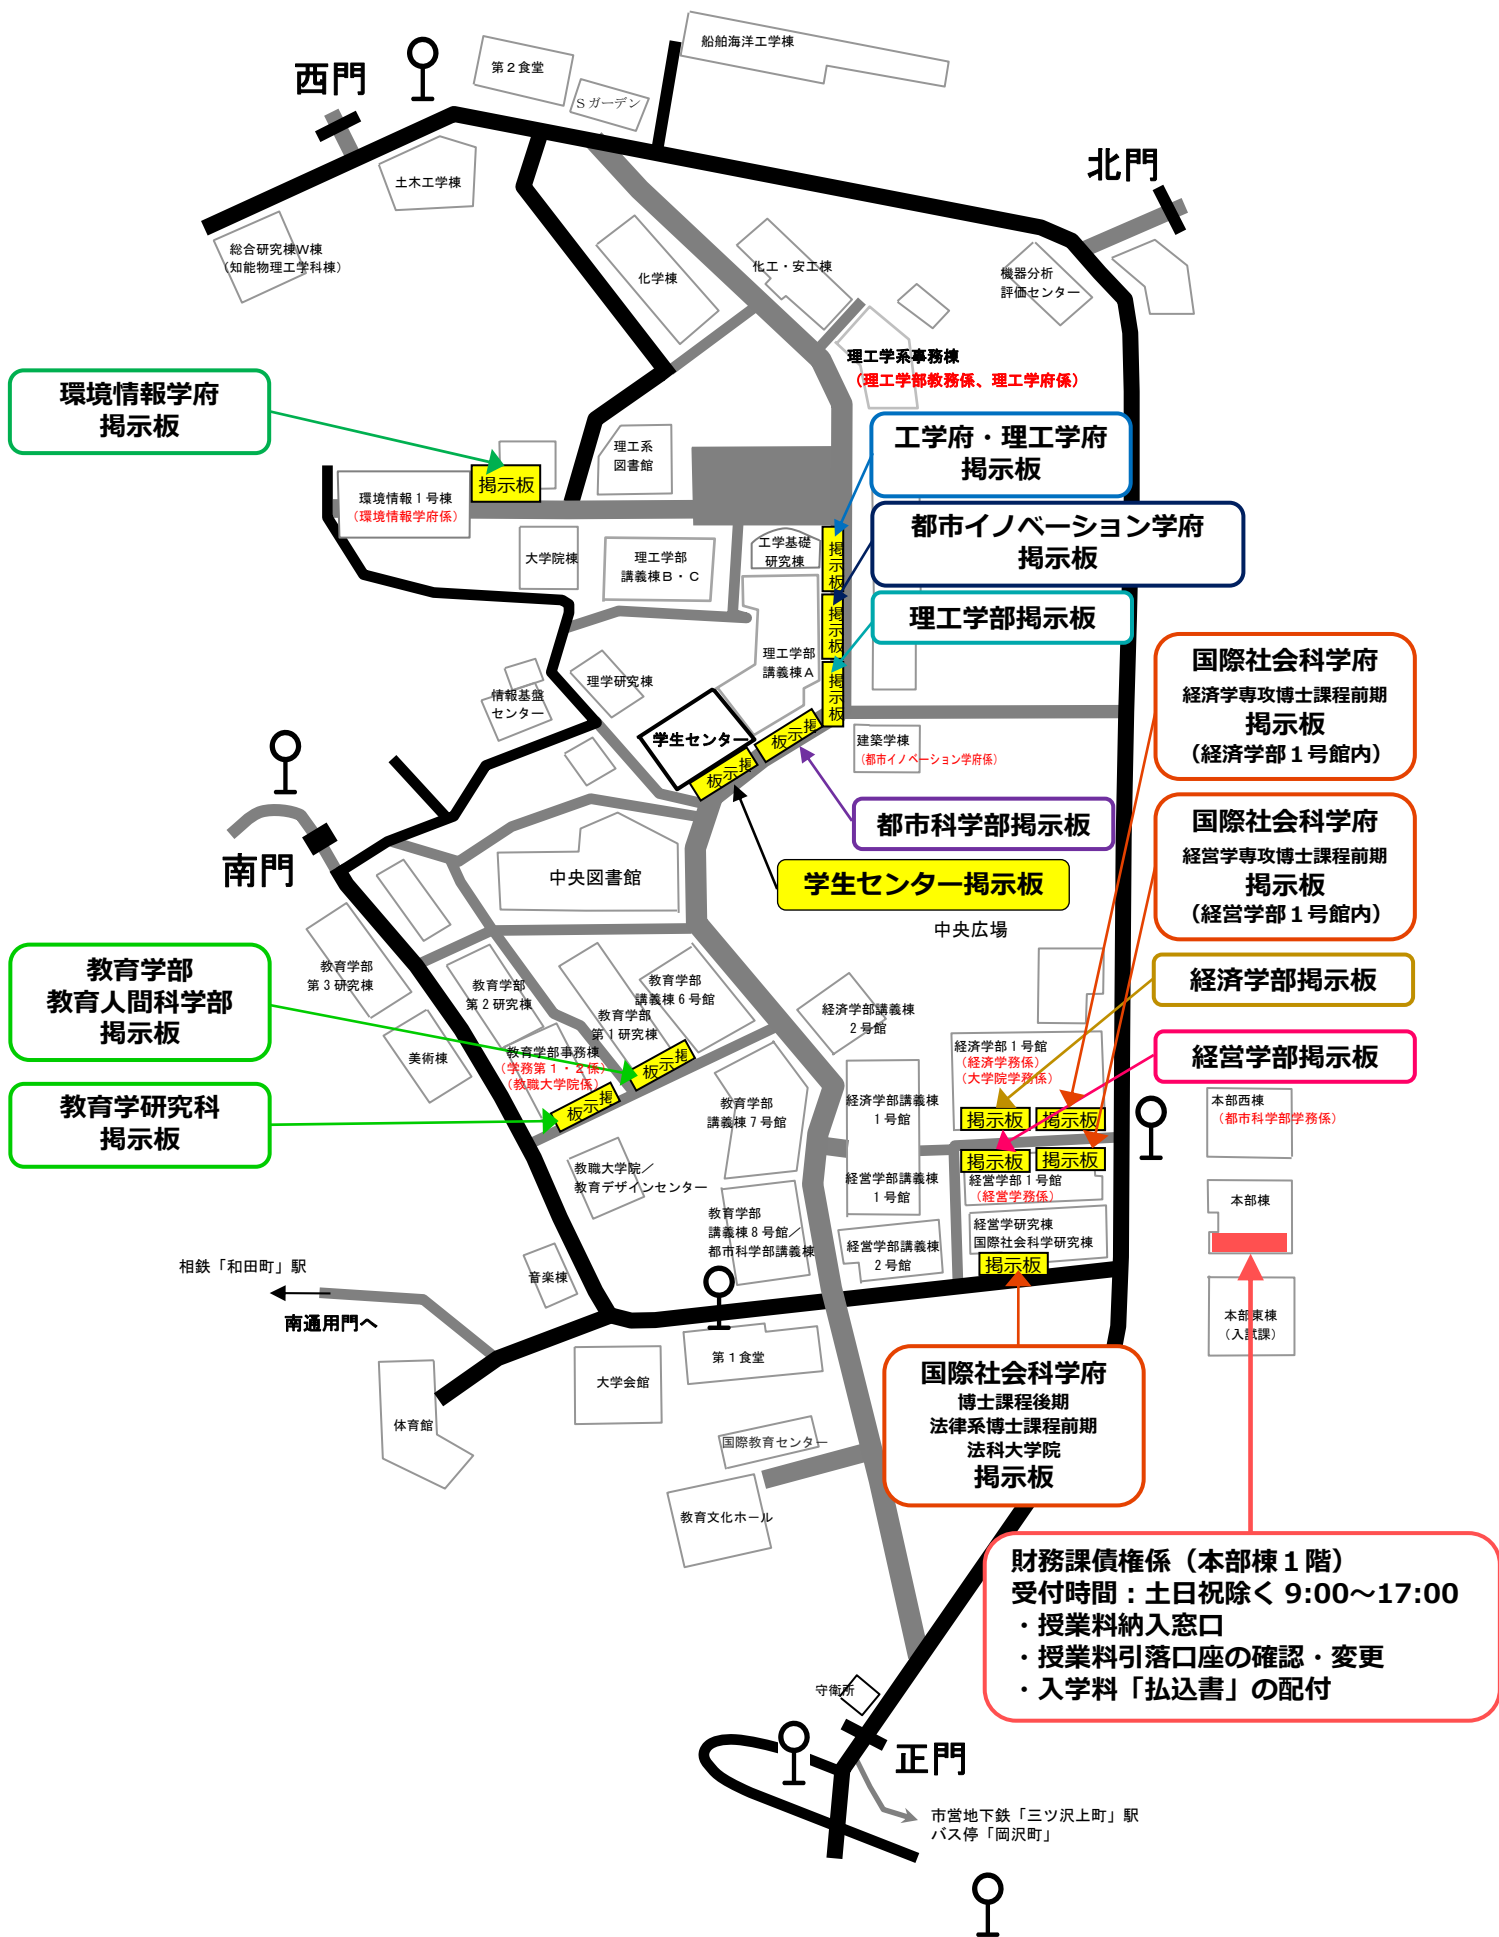 船舶海洋工学棟
第２食堂
西門
Ｓガーデン
北門
土木工学棟
総合研究棟W棟
（知能物理工学科棟）
化学棟
化工・安工棟
機器分析
評価センター
理工学系事務棟
（理工学部教務係、理工学府係）
環境情報学府
掲示板
工学府・理工学府
掲示板
理工系
図書館
掲示板
環境情報１号棟
（環境情報学府係）
都市イノベーション学府
掲示板
大学院棟
理工学部
講義棟Ｂ・Ｃ
工学基礎
研究棟
掲示板
掲示板
掲示板
理工学部掲示板
理工学部
講義棟Ａ
理学研究棟
情報基盤
センター
学生センター
掲示板
掲示板
建築学棟
（都市イノベーション学府係）
国際社会科学府
経済学専攻博士課程前期
掲示板
（経済学部１号館内）
都市科学部掲示板
国際社会科学府
経営学専攻博士課程前期
掲示板
（経営学部１号館内）
南門
中央図書館
学生センター掲示板
中央広場
教育学部
教育人間科学部
掲示板
教育学部
第３研究棟
教育学部
第２研究棟
教育学部
講義棟６号館
教育学部
第１研究棟
経済学部講義棟
２号館
経済学部掲示板
美術棟
教育学部事務棟
（学務第１・２係）
（教職大学院係）
掲示板
掲示板
経済学部１号館
（経済学務係）
（大学院学務係）
経営学部掲示板
教育学研究科
掲示板
教育学部
講義棟７号館
経済学部講義棟
１号館
掲示板
掲示板
本部西棟
（都市科学部学務係）
掲示板
掲示板
教職大学院／
教育デザインセンター
経営学部講義棟
１号館
経営学部１号館
（経営学務係）
本部棟
教育学部
講義棟８号館／
都市科学部講義棟
経営学部講義棟
２号館
経営学研究棟
国際社会科学研究棟
掲示板
相鉄「和田町」駅
南通用門へ
音楽棟
本部東棟
（入試課）
第１食堂
大学会館
体育館
国際社会科学府
博士課程後期
法律系博士課程前期
法科大学院
掲示板
国際教育センター
教育文化ホール
財務課債権係（本部棟１階）
受付時間：土日祝除く 9:00～17:00
・授業料納入窓口
・授業料引落口座の確認・変更
・入学料「払込書」の配付
守衛所
正門
市営地下鉄「三ツ沢上町」駅
バス停「岡沢町」